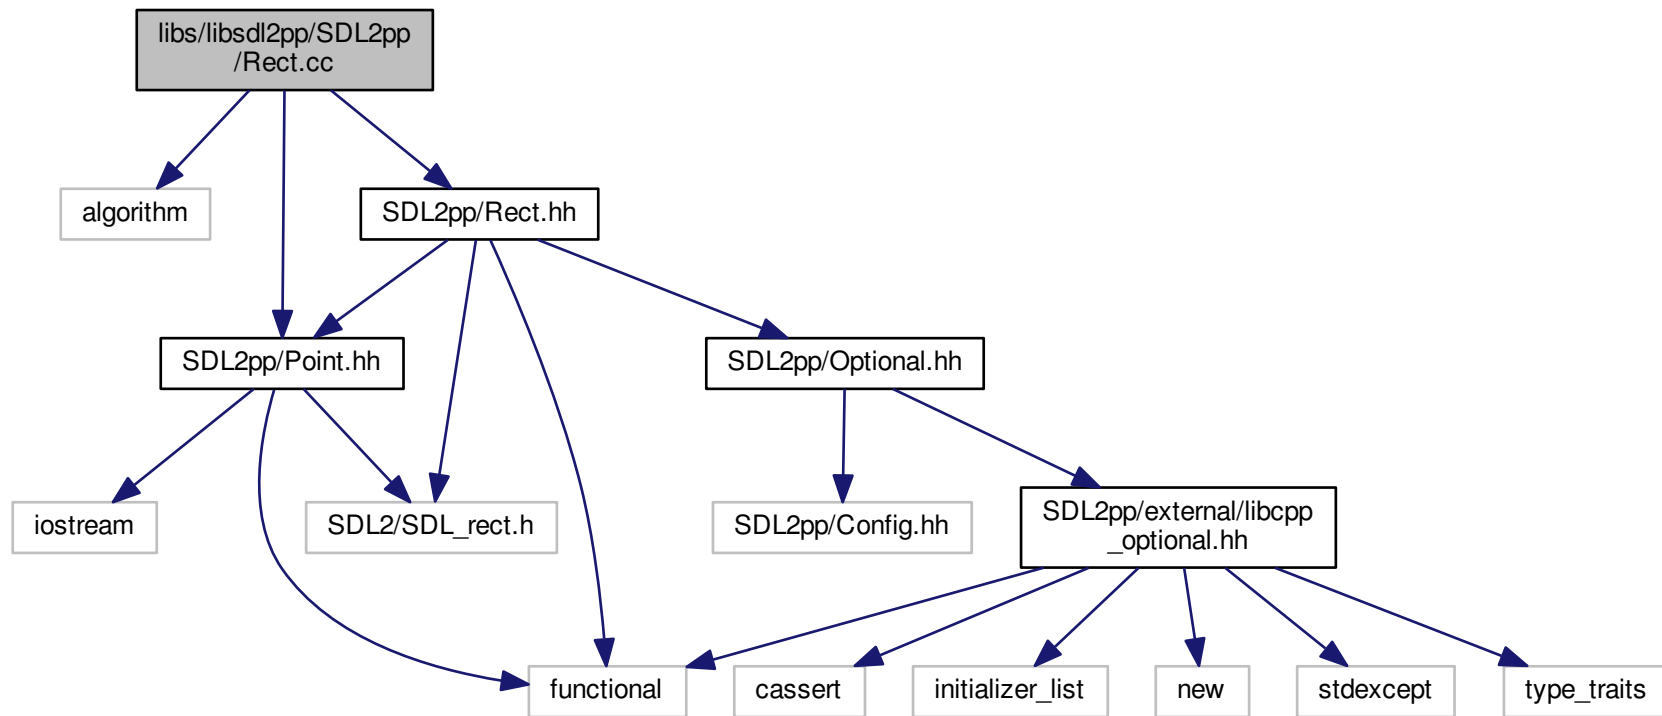 libs/libsdl2pp/SDL2pp
/Rect.cc
algorithm
SDL2pp/Rect.hh
SDL2pp/Point.hh
SDL2pp/Optional.hh
iostream
SDL2/SDL_rect.h
SDL2pp/Config.hh
SDL2pp/external/libcpp
_optional.hh
functional
cassert
initializer_list
new
stdexcept
type_traits